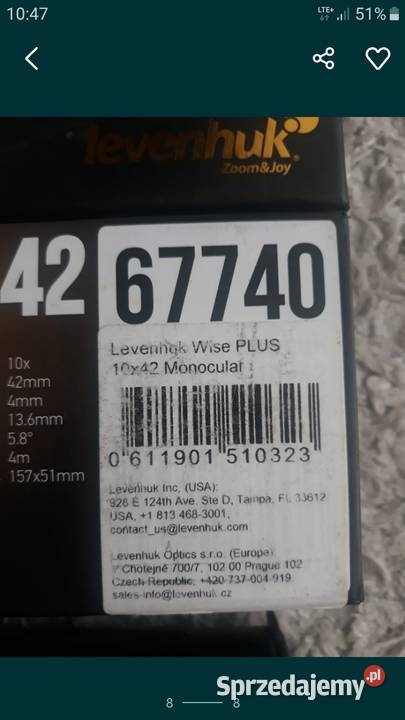 10:47
LTE+ 51%
levenhuk
Zoom&Joy
42
67740
Levenhuk Wise PLUS
10x42 Monocular
10x
42mm
4mm
13.6mm
5.8°
4m
157x51mm
0 611901 510323
Levenhuk Inc. (USA):
928 E 124th Ave. Ste D, Tampa, FL 33612
USA, +1 813 468-3001,
contact_us@levenhuk.com
Levenhuk Optics s.r.o. (Europe)
V Chotejně 700/7, 102 00 Prague 102
Czech Republic, +420 737-004-919
sales-info@levenhuk.cz
8 8
Sprzedajemy.pl